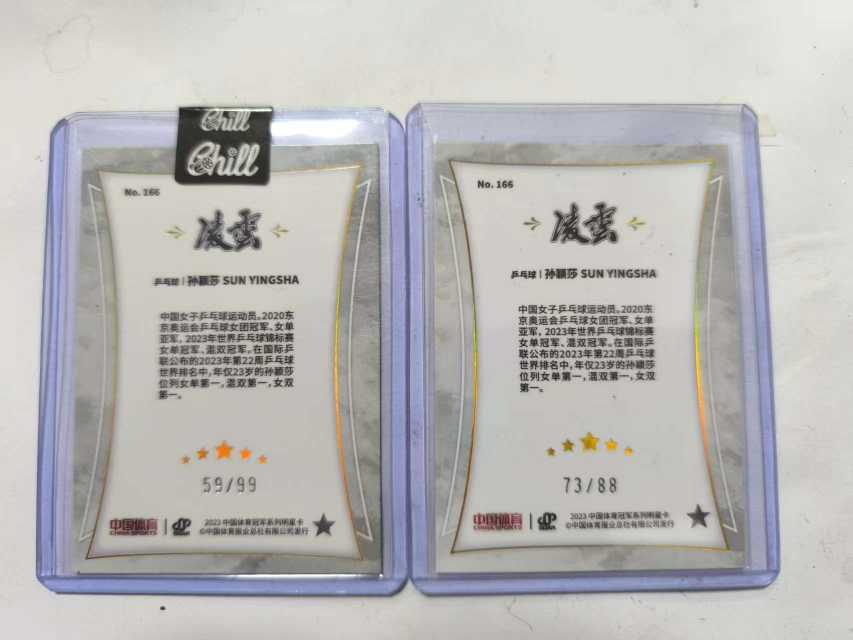 Chill
Chill
No. 166
凌雲
乒乓球 | 孙颖莎 SUN YINGSHA
中国女子乒乓球运动员。2020东
京奥运会乒乓球女团冠军、女单
亚军, 2023年世界乒乓球锦标赛
女单冠军、混双冠军。在国际乒
联公布的2023年第22周乒乓球
世界排名中,年仅23岁的孙颖莎
位列女单第一,混双第一,女双
第一。
59/99
中国体育
CHINA SPORTS
2023 中国体育冠军系列明星卡
©中国体育报业总社有限公司发行
No. 166
凌雲
乒乓球 | 孙颖莎 SUN YINGSHA
中国女子乒乓球运动员。2020东
京奥运会乒乓球女团冠军、女单
亚军, 2023年世界乒乓球锦标赛
女单冠军、混双冠军。在国际乒
联公布的2023年第22周乒乓球
世界排名中,年仅23岁的孙颖莎
位列女单第一,混双第一,女双
第一。
73/88
中国体育
CHINA SPORTS
2023 中国体育冠军系列明星卡
©中国体育报业总社有限公司发行